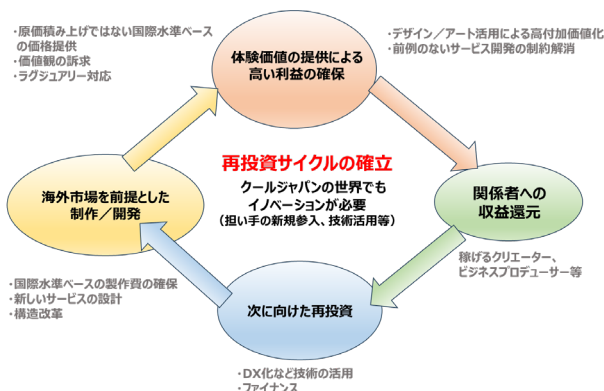 ・原価積み上げではない国際水準ベース
の価格提供
・価値観の訴求
・ラグジュアリー対応
体験価値の提供による
高い利益の確保
・デザイン／アート活用による高付加価値化
・前例のないサービス開発の制約解消
再投資サイクルの確立
クールジャパンの世界でも
イノベーションが必要
（担い手の新規参入、技術活用等）
海外市場を前提とした
制作／開発
関係者への
収益還元
稼げるクリエーター、
ビジネスプロデューサー等
・国際水準ベースの製作費の確保
・新しいサービスの設計
・構造改革
次に向けた再投資
・DX化など技術の活用
・ファイナンス